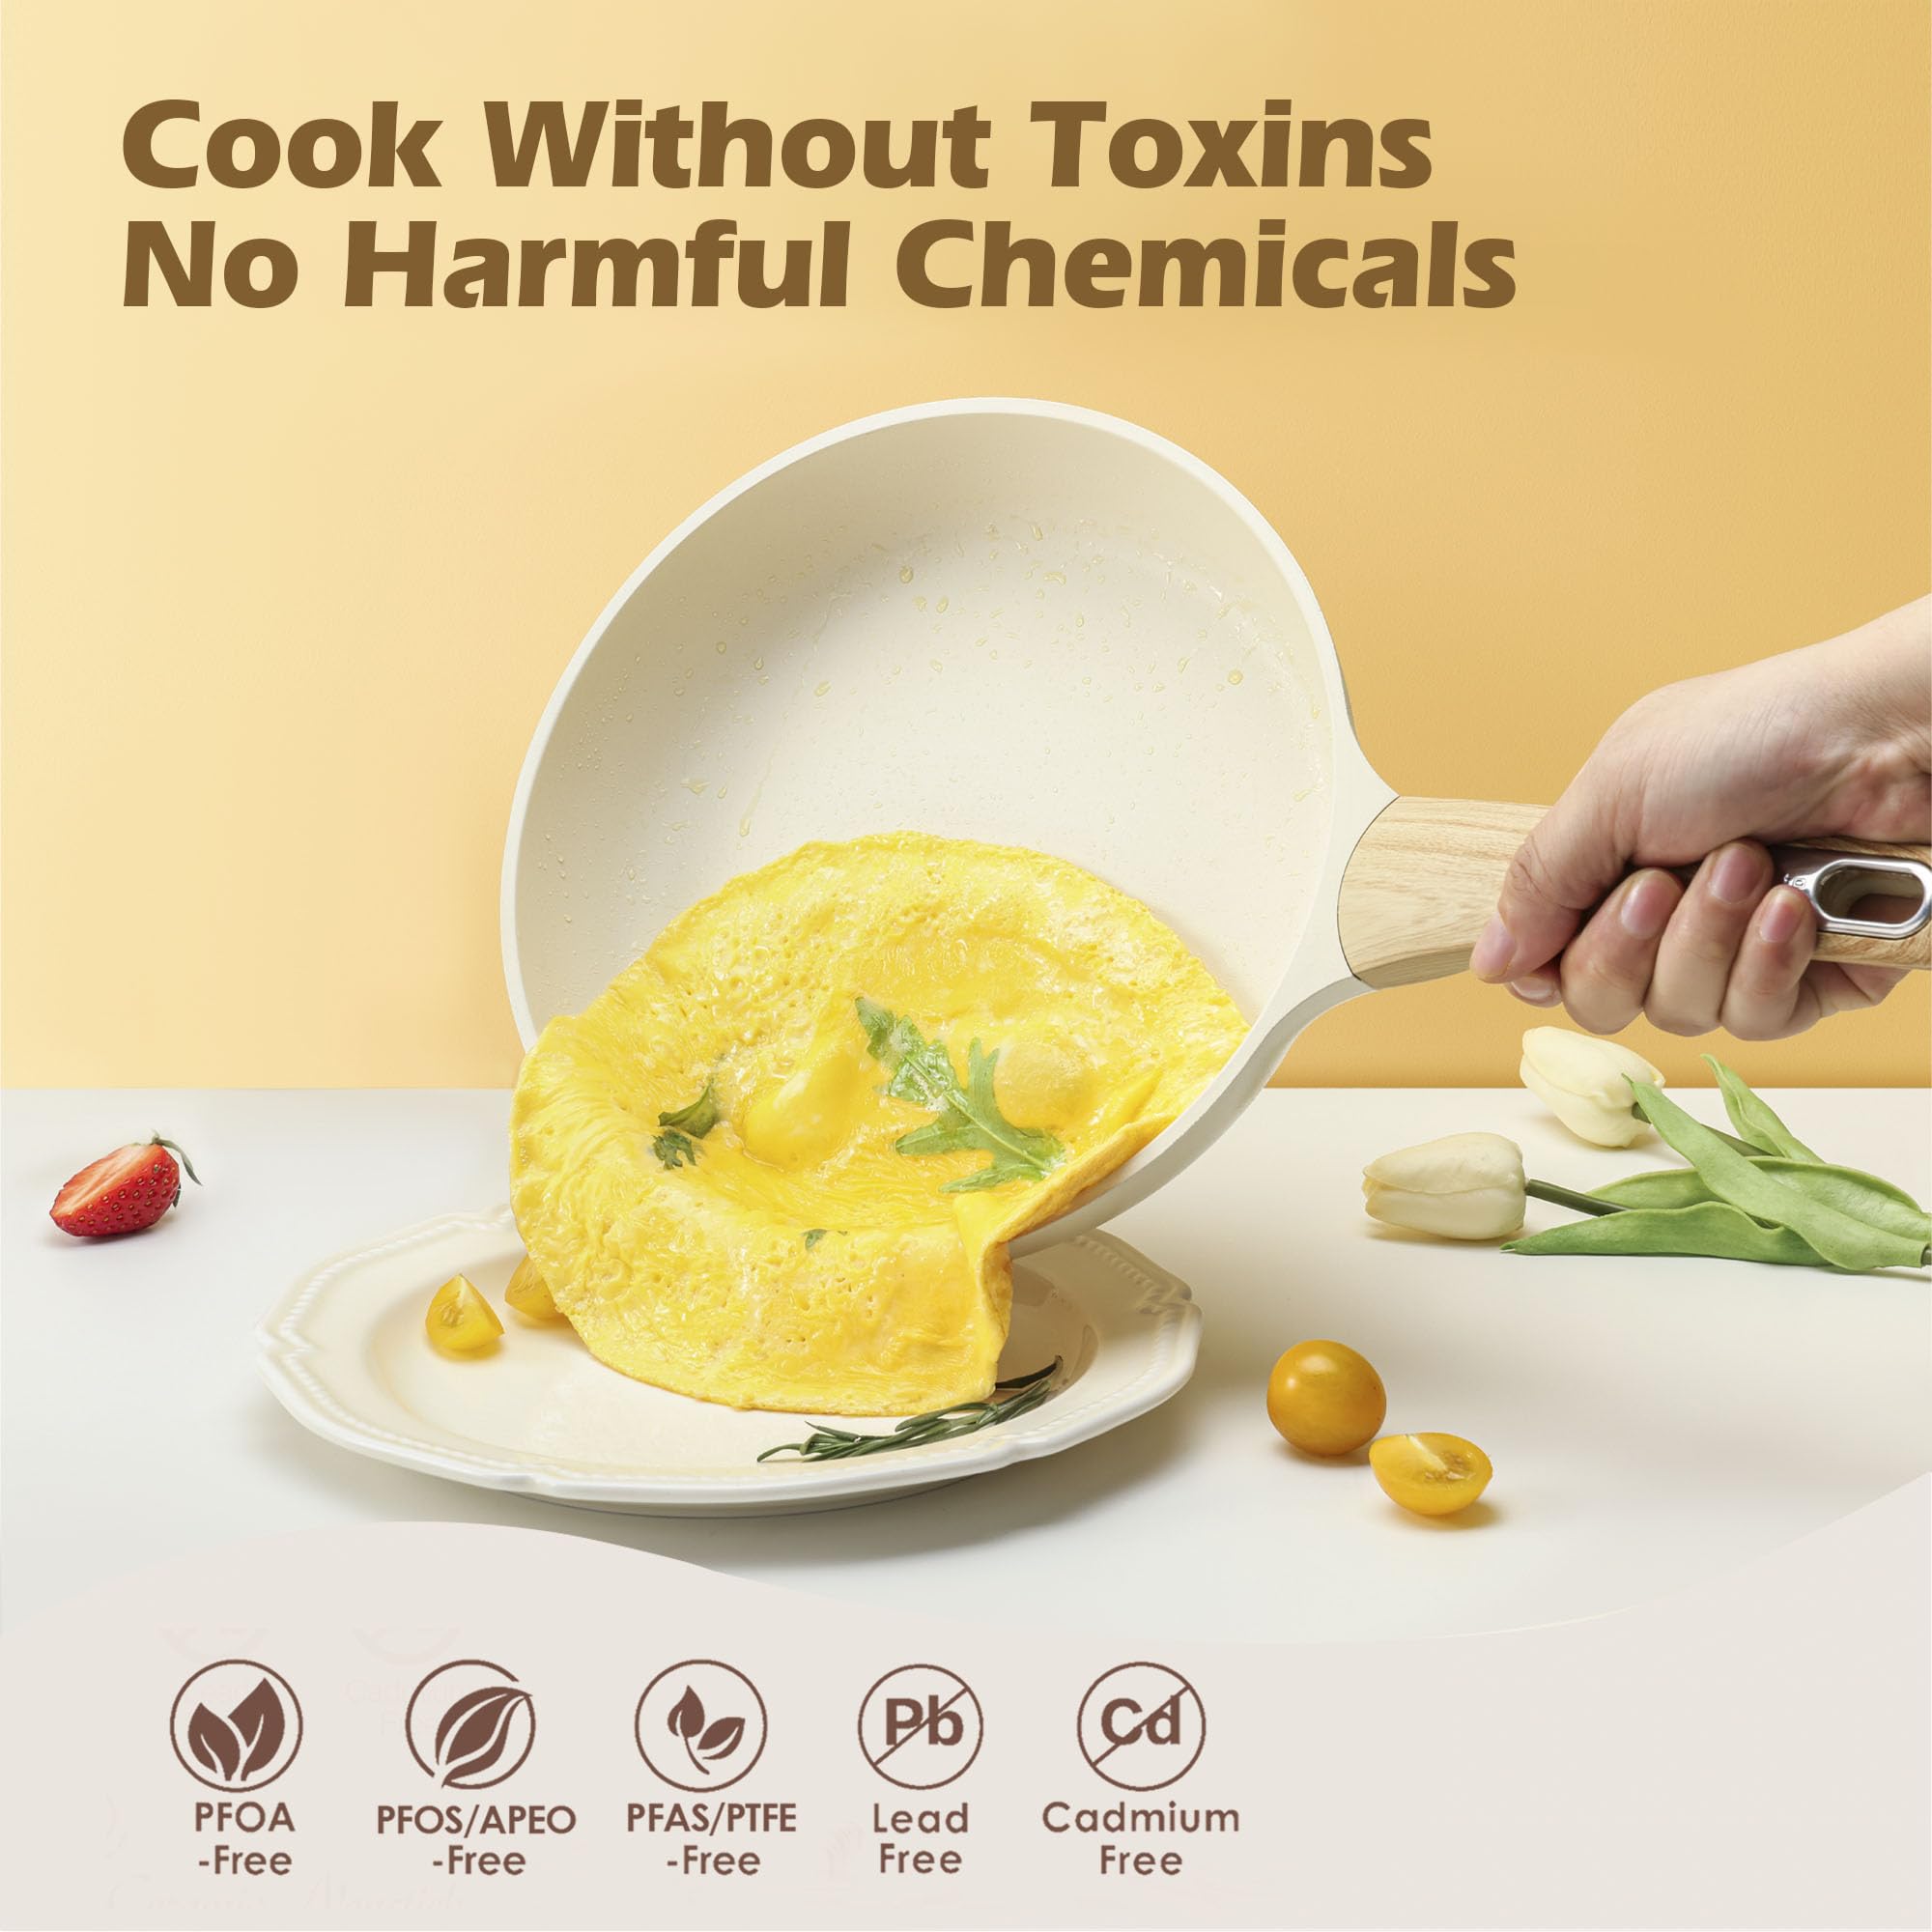 Cook Without Toxins
No Harmful Chemicals
Pb
Cd
PFOA
-Free
PFOS/APEO
-Free
PFAS/PTFE
-Free
Lead
Free
Cadmium
Free